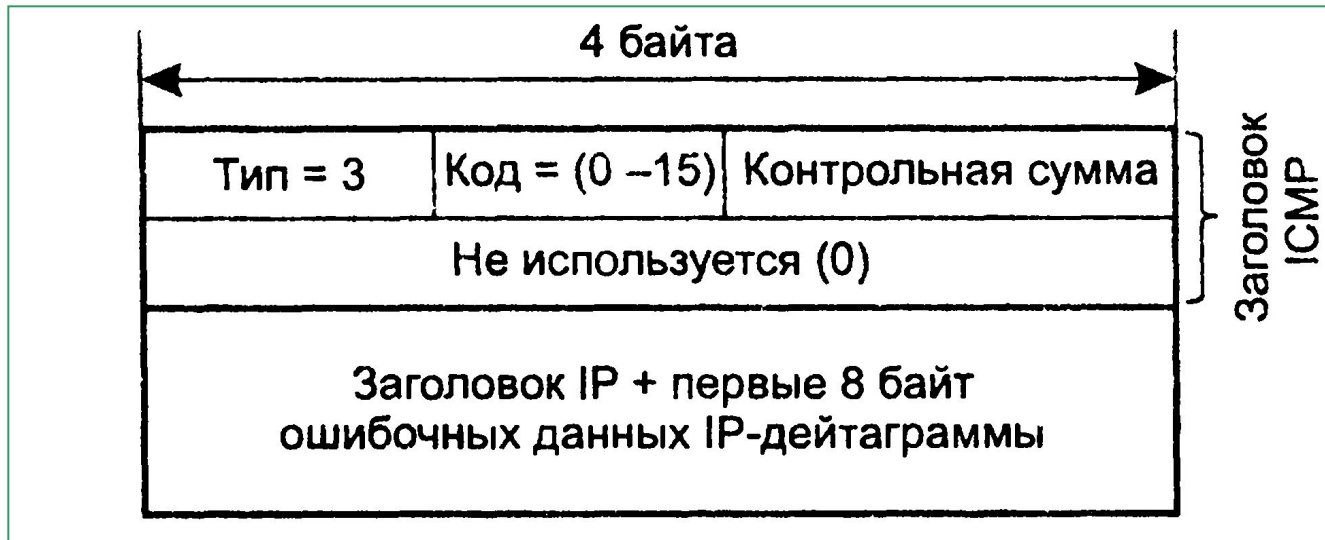 4 байта
Тип = 3
Код = (0 –15)
Контрольная сумма
Не используется (0)
Заголовок IP + первые 8 байт
ошибочных данных IP-дейтаграммы
Заголовок
ICMP